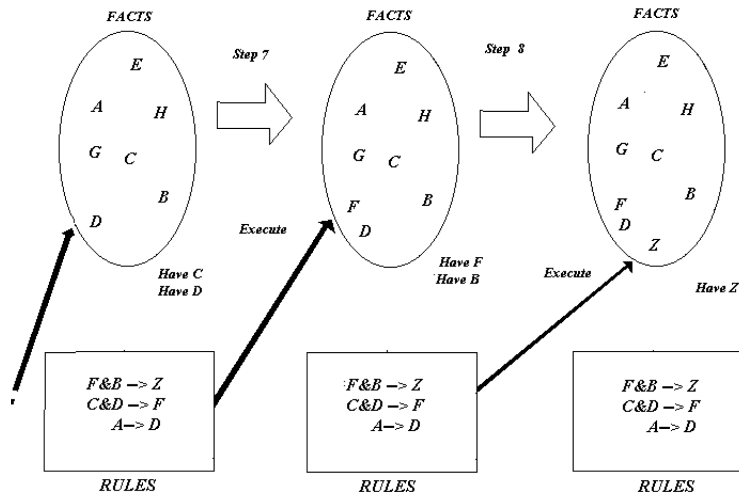 FACTS
E
A
H
G
C
B
D
Have C
Have D
F&B --> Z
C&D --> F
A--> D
RULES
Step 7
Execute
FACTS
E
A
H
G
C
B
F
D
Have F
Have B
F&B --> Z
C&D --> F
A--> D
RULES
Step 8
Execute
FACTS
E
A
H
G
C
B
F
D
Z
Have Z
F&B --> Z
C&D --> F
A--> D
RULES